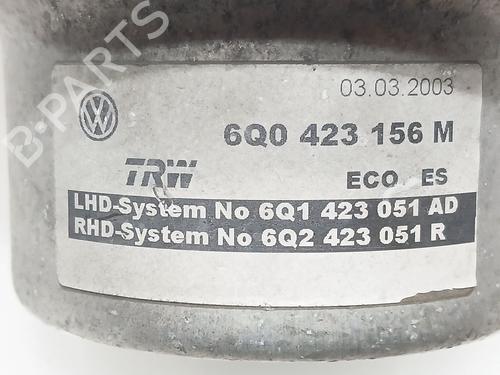 B-PARTS
03.03.2003
6Q0 423 156 M
TRW
ECO ES
LHD-System No 6Q1 423 051 AD
RHD-System No 6Q2 423 051 R